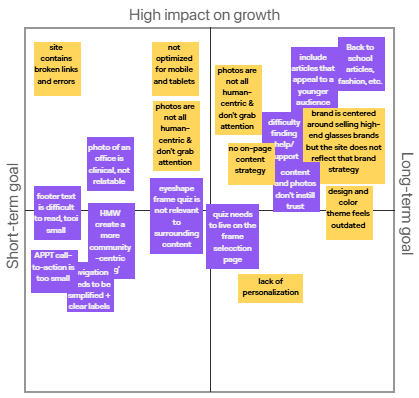 High impact on growth
Short-term goal
Long-term goal
site
contains
broken links
and errors
not
optimized
for mobile
and tablets
photos are
not all
human-
centric &
don't grab
attention
photo of an
office is
clinical, not
relatable
footer text
is difficult
to read, tooi
small
HMW
create a
more
community
-centric
g'
APPT call-
to-action is
too small
vigation
eds to be
simplified +
clear labels
eyeshape
frame quiz is
not relevant
to
surrounding
content
photos are
not all
human-
centric &
don't grab
attention
include
articles that
appeal to a
younger
audience
Back to
school
articles,
fashion, etc.
difficulty
finding
help/
upport
brand is centered
around selling high-
end glasses brands
but the site does not
reflect that brand
strategy
no on-page
content
strategy
content
and photos
don't instill
trust
design and
color
theme feels
outdated
quiz needs
to live on the
frame
selecction
page
lack of
personalization